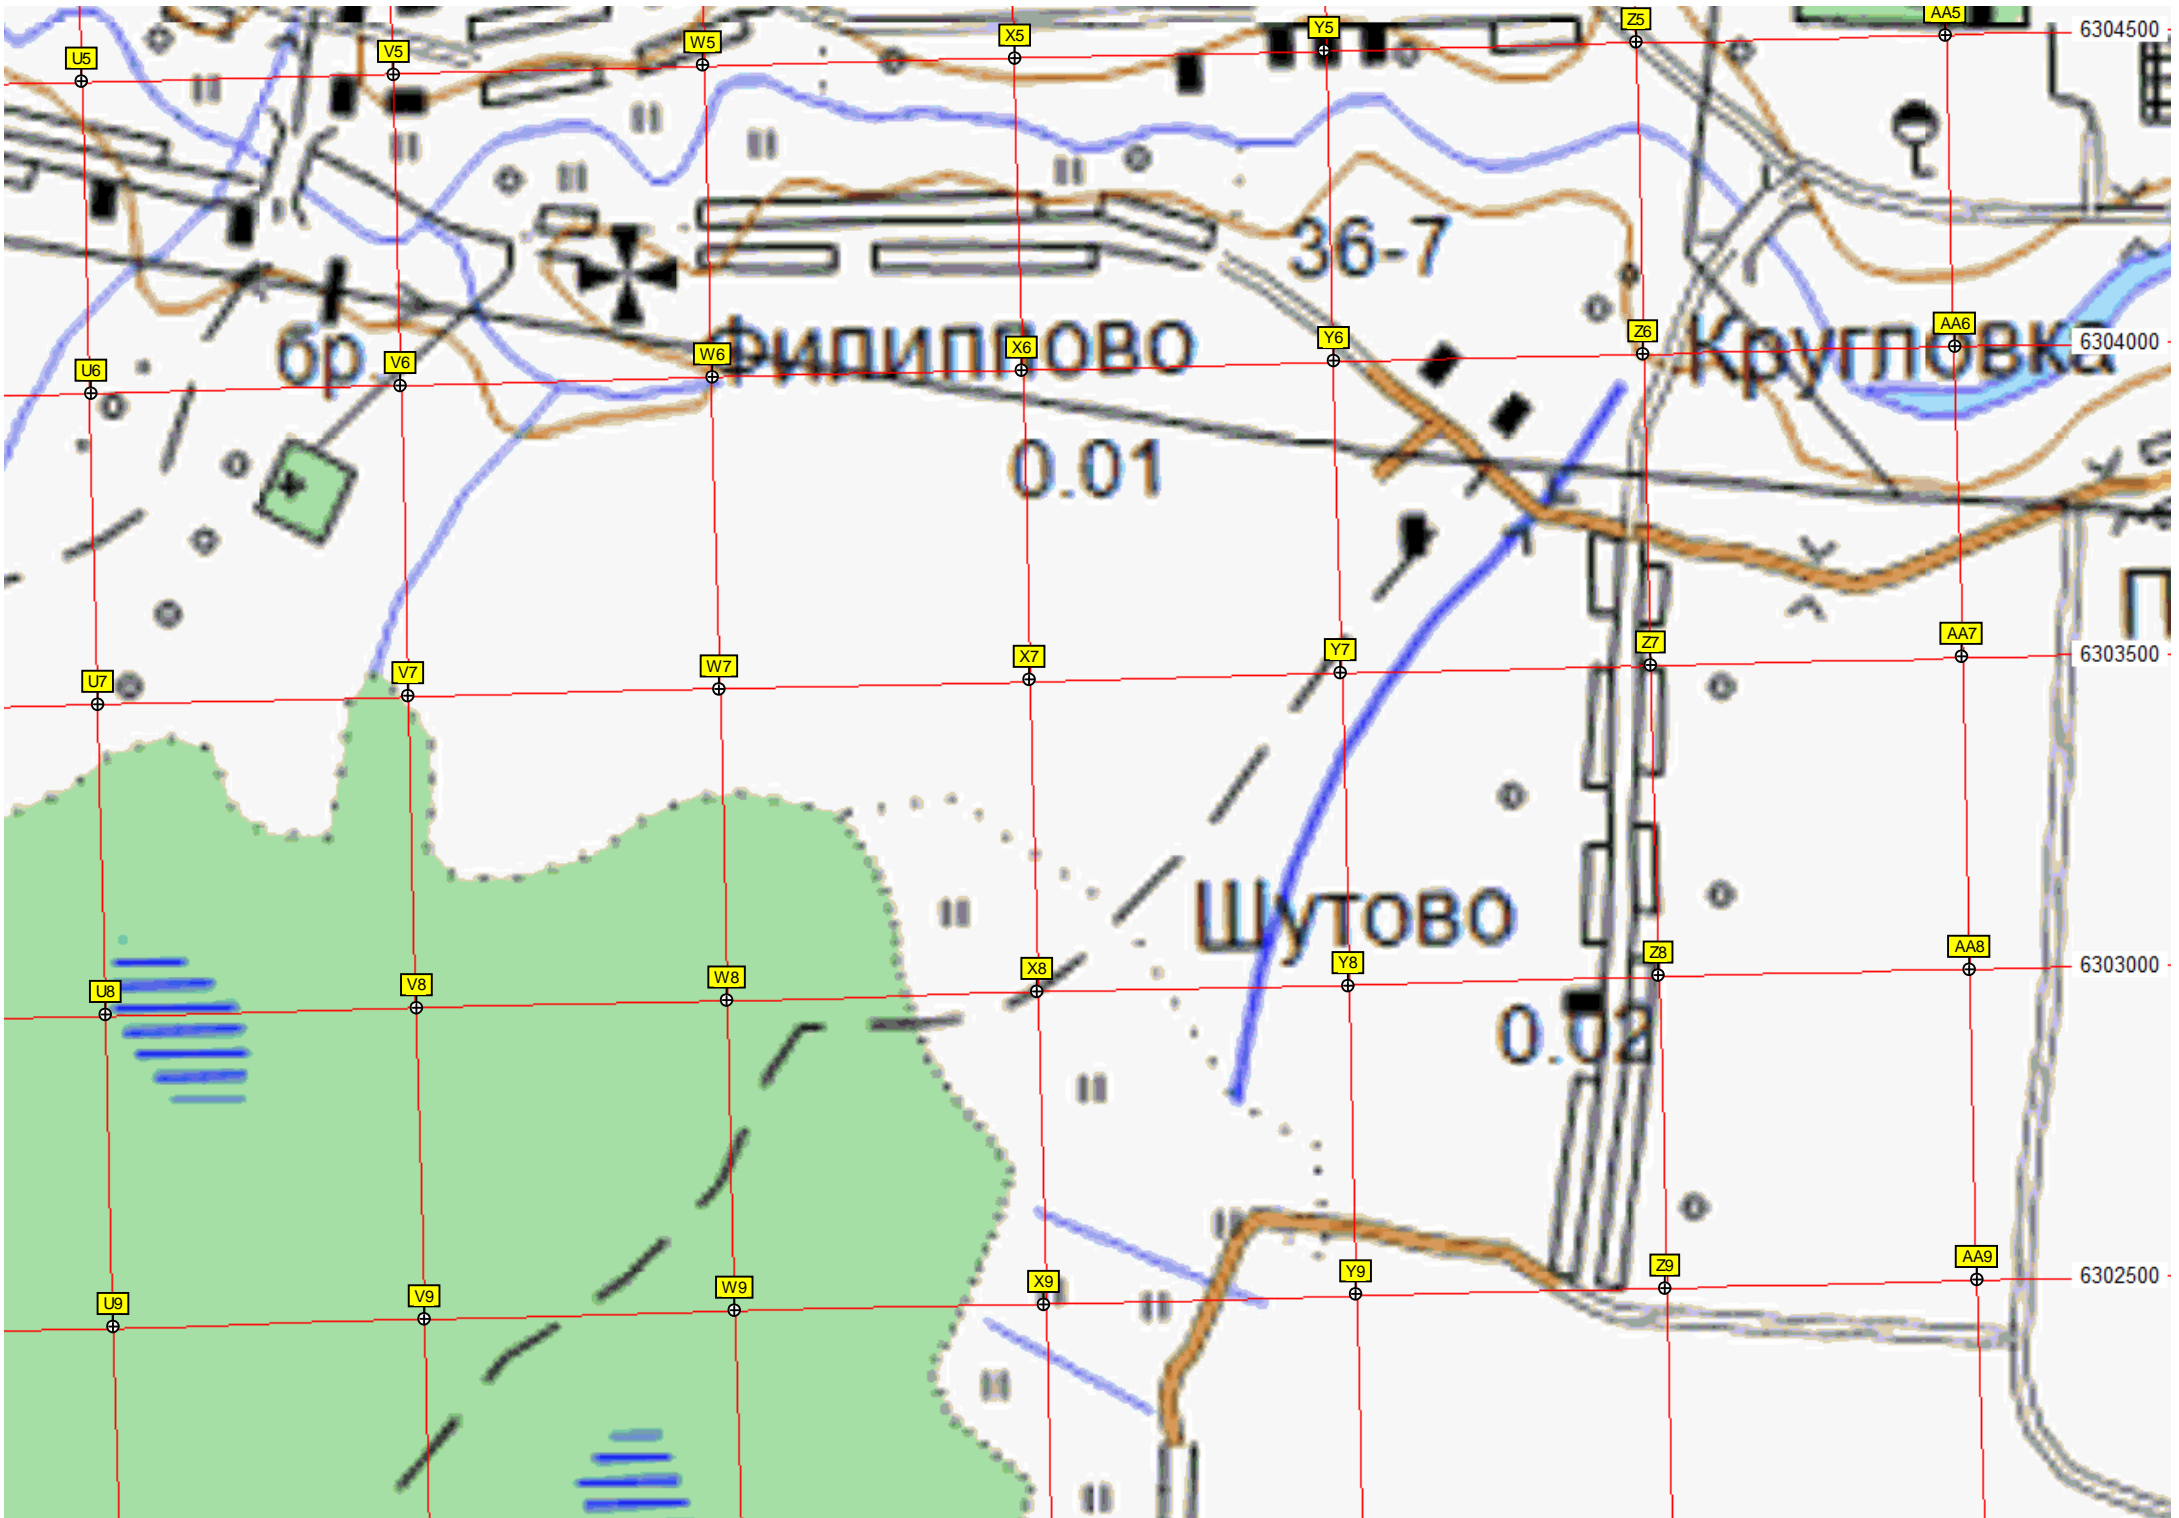 U5 V5 W5 X5 Y5 Z5 AA5 6304500
36-7
бр. Филиппово Кругловка
U6 V6 W6 X6 Y6 Z6 AA6 6304000
0.01
П
U7 V7 W7 X7 Y7 Z7 AA7 6303500
Шутово
U8 V8 W8 X8 Y8 Z8 AA8 6303000
0.02
U9 V9 W9 X9 Y9 Z9 AA9 6302500